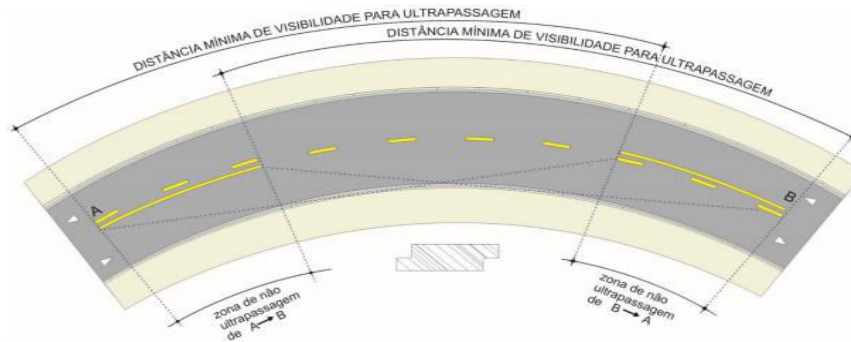 DISTÂNCIA MÍNIMA DE VISIBILIDADE PARA ULTRAPASSAGEM
DISTÂNCIA MÍNIMA DE VISIBILIDADE PARA ULTRAPASSAGEM
A
B
zona de não
ultrapassagem
de A→B
zona de não
ultrapassagem
de B→A